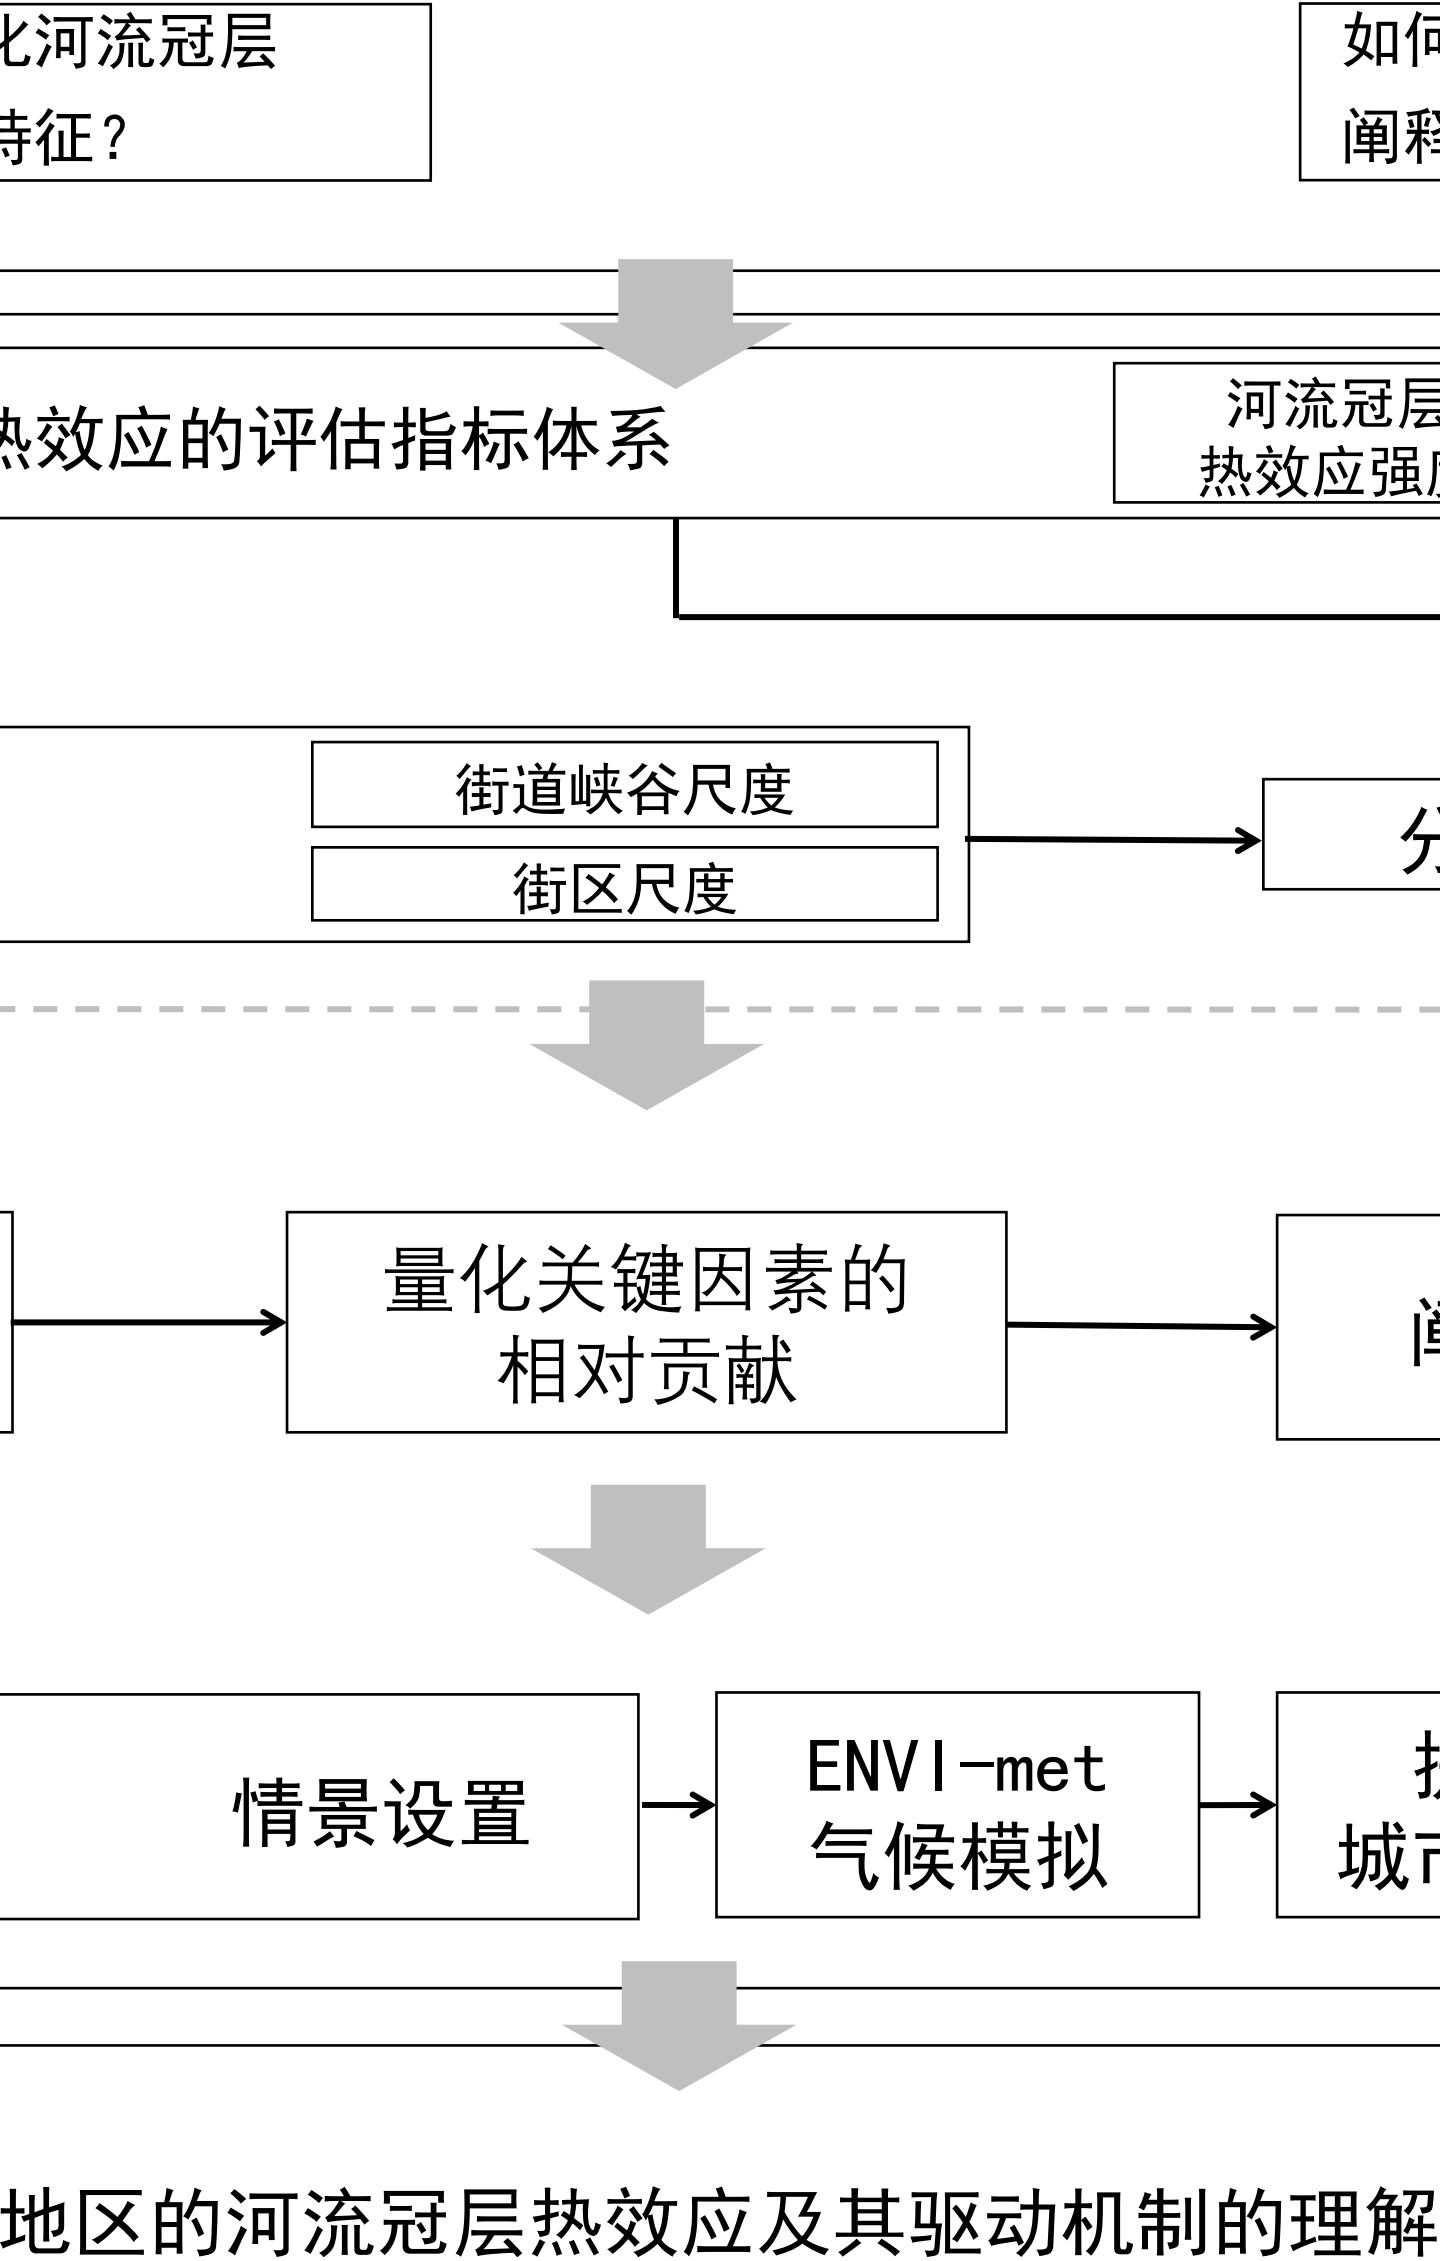 化河流冠层
特征?
如何
阐释
热效应的评估指标体系
河流冠层
热效应强度
街道峡谷尺度
街区尺度
分
量化关键因素的
相对贡献
阐
情景设置
ENVI-met
气候模拟
城市
地区的河流冠层热效应及其驱动机制的理解